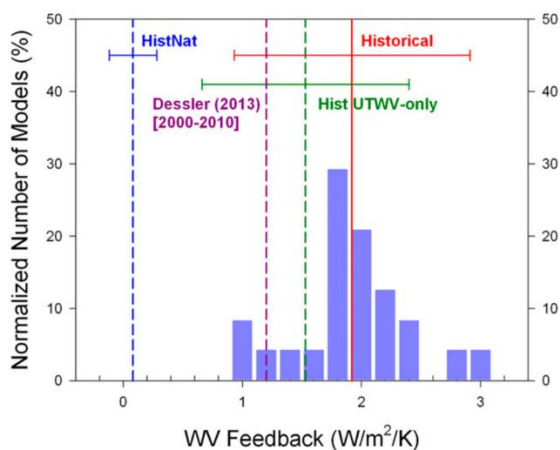 50
50
HistNat
Historical
40
40
Dessler (2013)
[2000-2010]
Hist UTWV-only
30
30
20
20
10
10
0
0
0
1
2
3
Normalized Number of Models (%)
WV Feedback (W/m²/K)